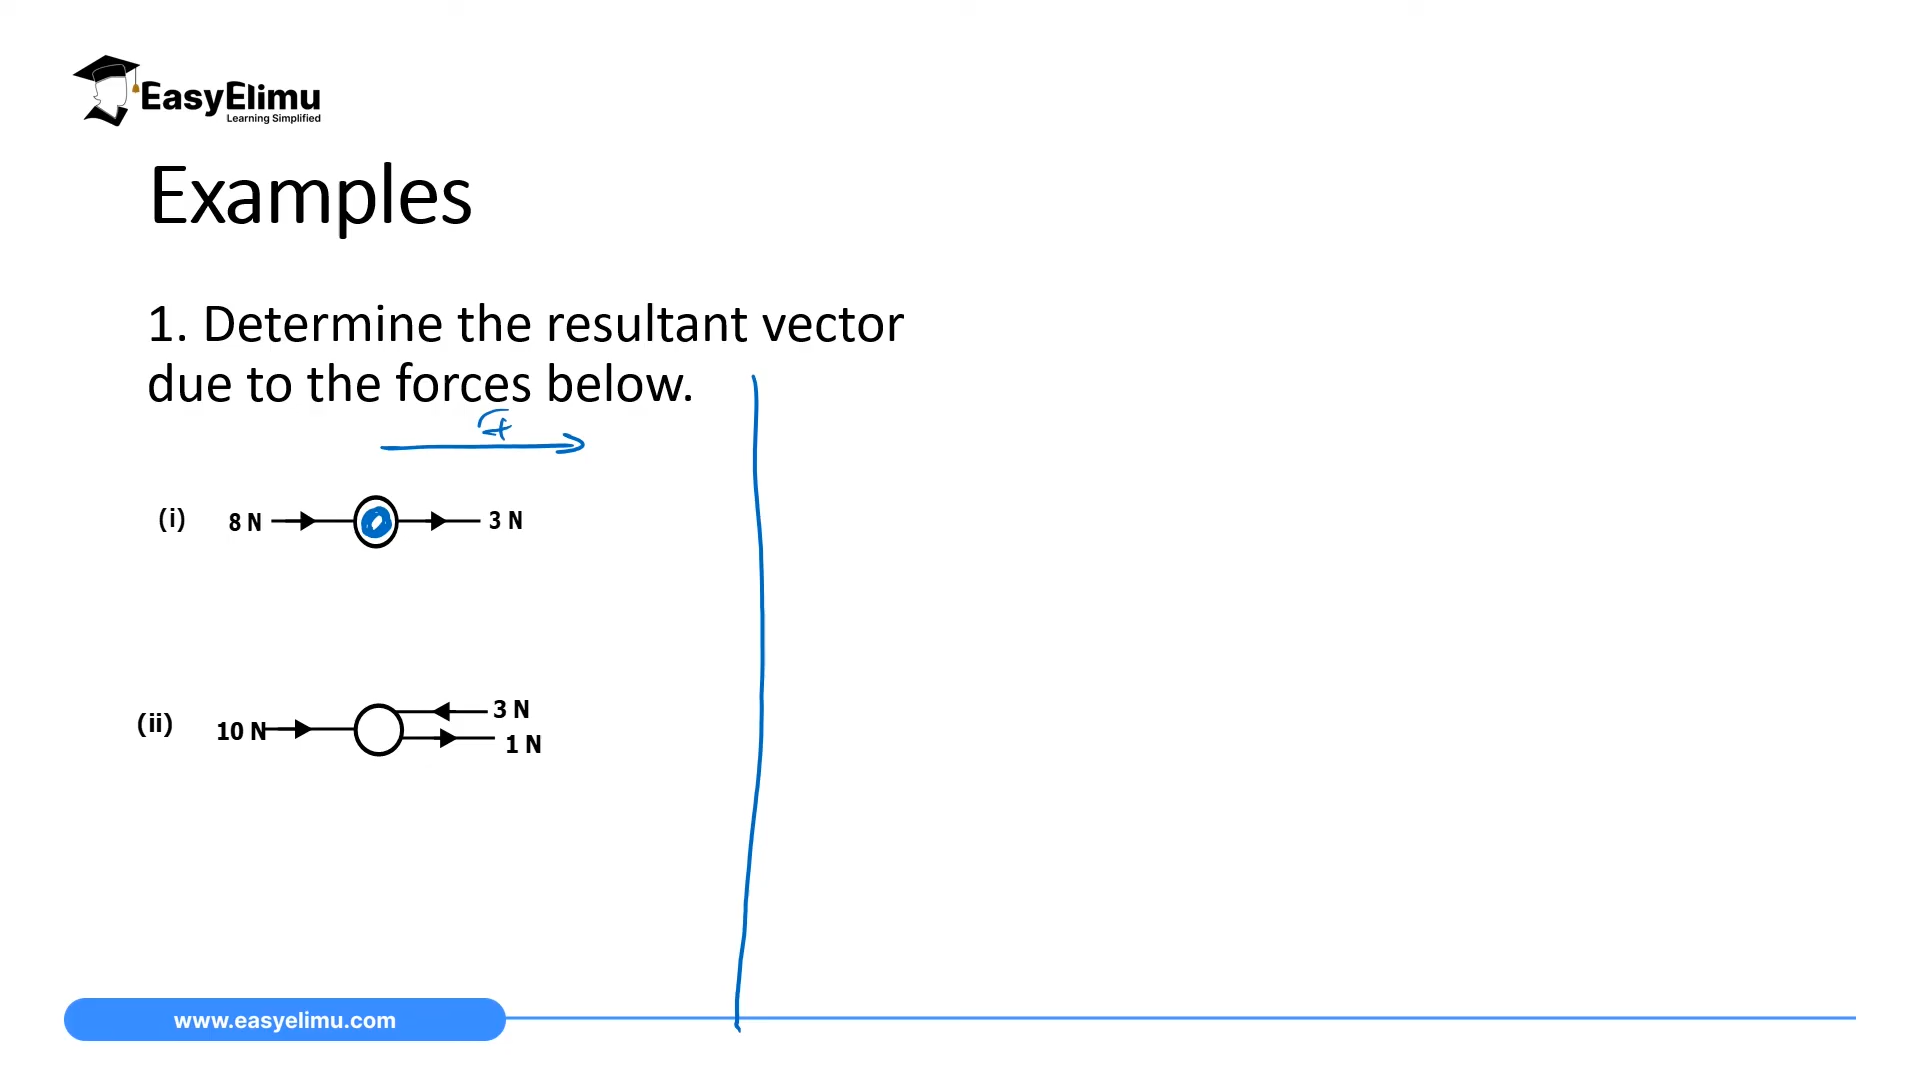 EasyElimu
Learning Simplified
Examples
1. Determine the resultant vector
due to the forces below.
+
(i) 8 N 3 N
(ii) 10 N 3 N
1 N
www.easyelimu.com